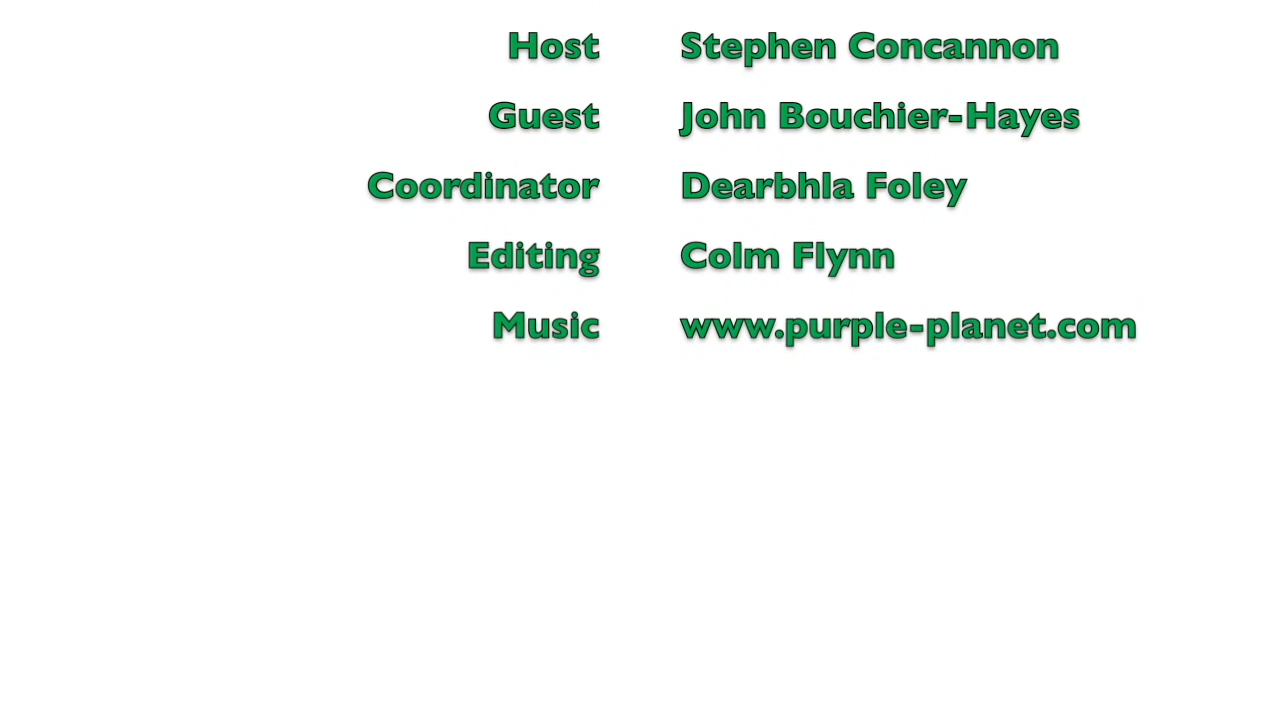 Host Stephen Concannon
Guest John Bouchier-Hayes
Coordinator Dearbhla Foley
Editing Colm Flynn
Music www.purple-planet.com